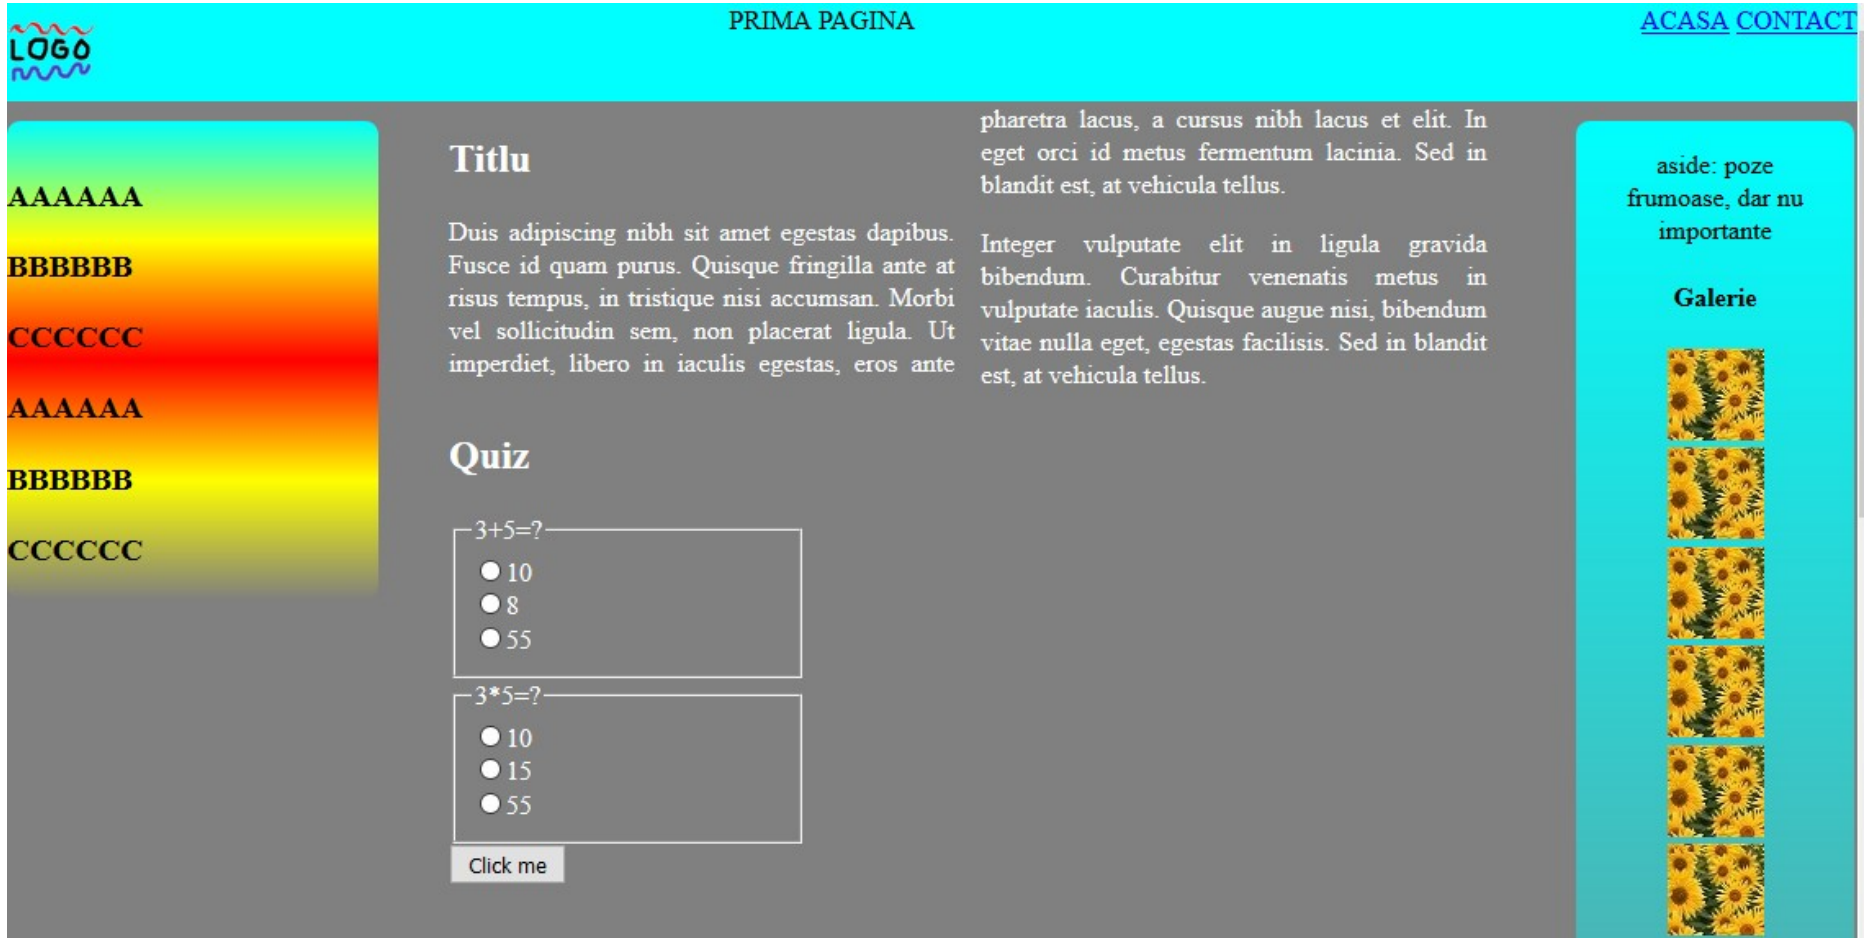 LOGO
PRIMA PAGINA
ACASA CONTACT
AAAAAA
BBBBBB
CCCCCC
AAAAAA
BBBBBB
CCCCCC
Titlu
Duis adipiscing nibh sit amet egestas dapibus.
Fusce id quam purus. Quisque fringilla ante at
risus tempus, in tristique nisi accumsan. Morbi
vel sollicitudin sem, non placerat ligula. Ut
imperdiet, libero in iaculis egestas, eros ante
pharetra lacus, a cursus nibh lacus et elit. In
eget orci id metus fermentum lacinia. Sed in
blandit est, at vehicula tellus.
Integer vulputate elit in ligula gravida
bibendum. Curabitur venenatis metus in
vulputate iaculis. Quisque augue nisi, bibendum
vitae nulla eget, egestas facilisis. Sed in blandit
est, at vehicula tellus.
Quiz
3+5=?
10
8
55
3*5=?
10
15
55
Click me
aside: poze
frumoase, dar nu
importante
Galerie